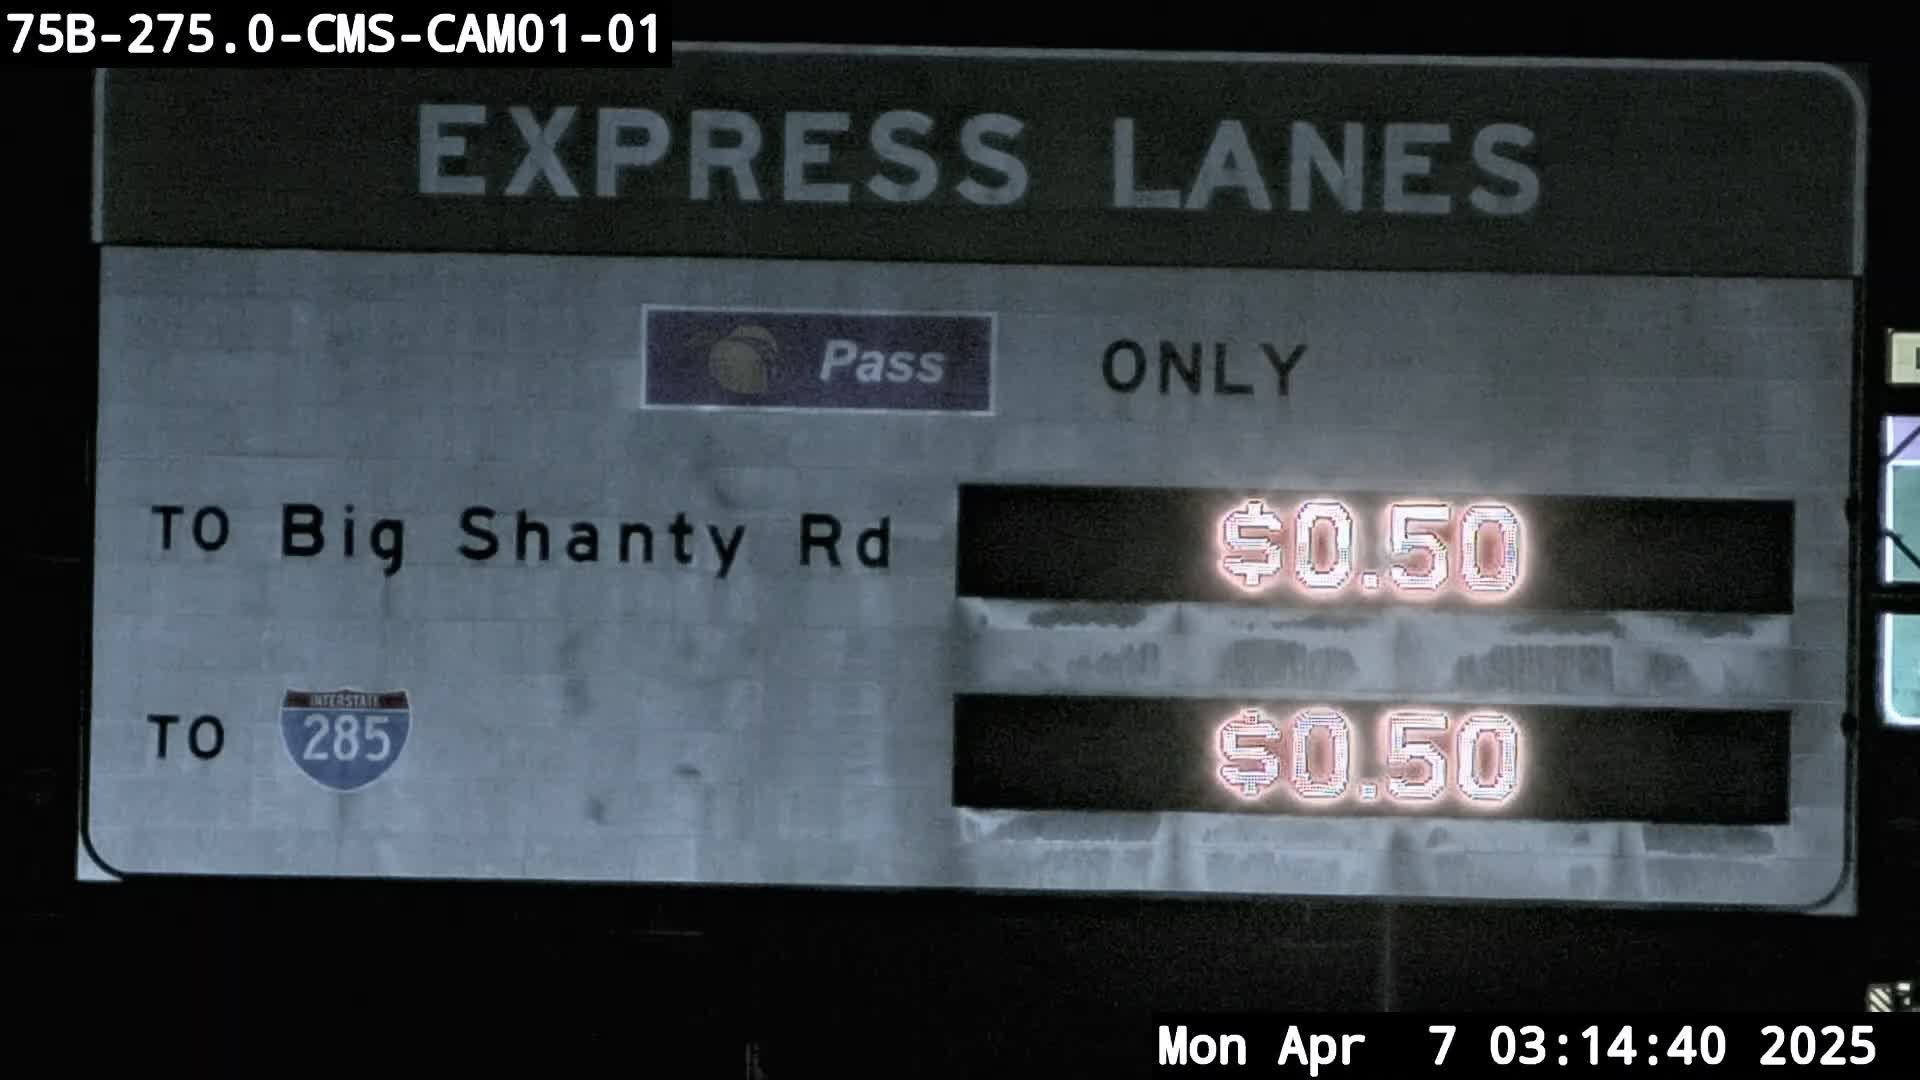 75B-275.0-CMS-CAM01-01
EXPRESS LANES
Pass ONLY
TO Big Shanty Rd $0.50
TO INTERSTATE 285 $0.50
Mon Apr 7 03:14:40 2025